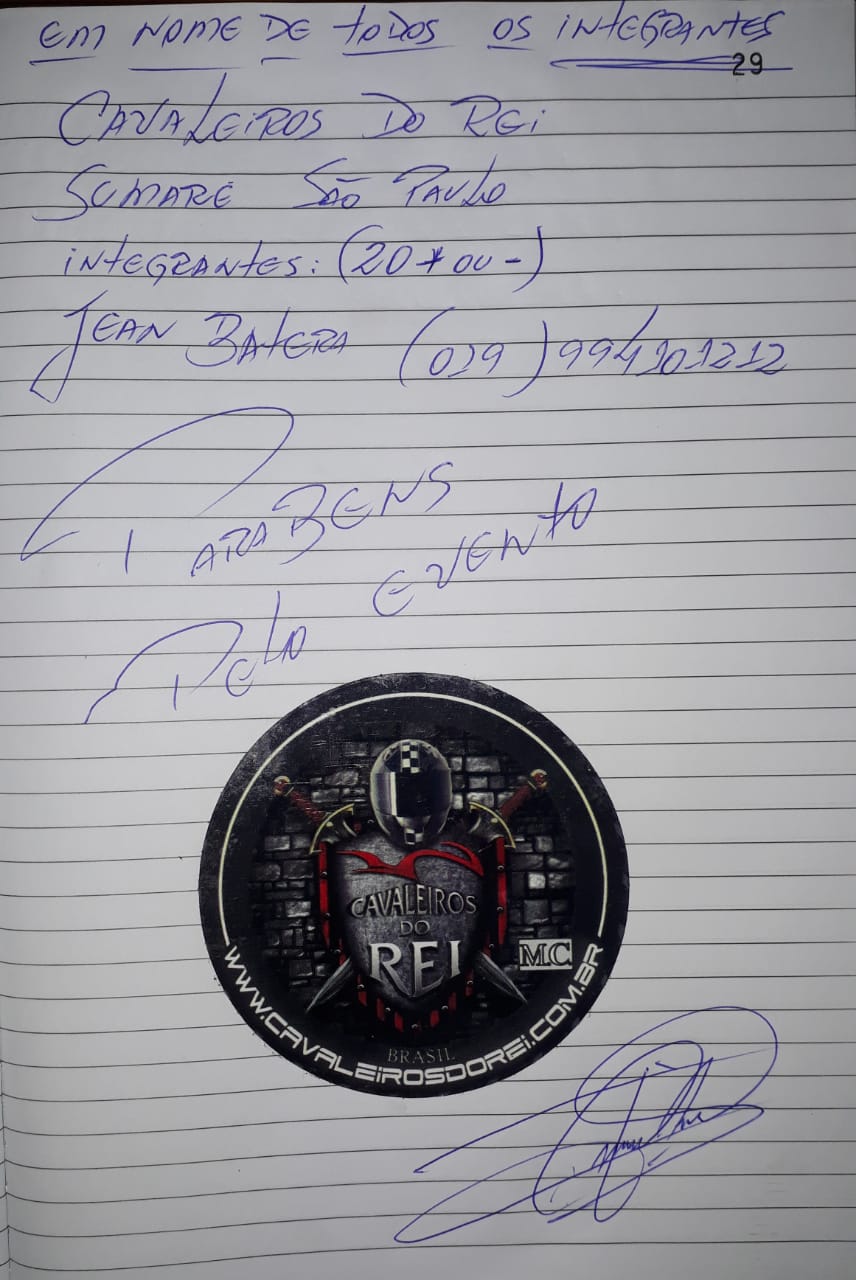 EM NOME DE TODOS OS INTEGRANTES
29
CAVALEIROS DO REI
SUMARÉ SÃO PAULO
INTEGRANTES: (20 + OU -)
JEAN BATERA (019) 994101212
PARABENS
PELO EVENTO
CAVALEIROS
DO
REI
MC
BRASIL
WWW.CAVALEIROSDOREI.COM.BR